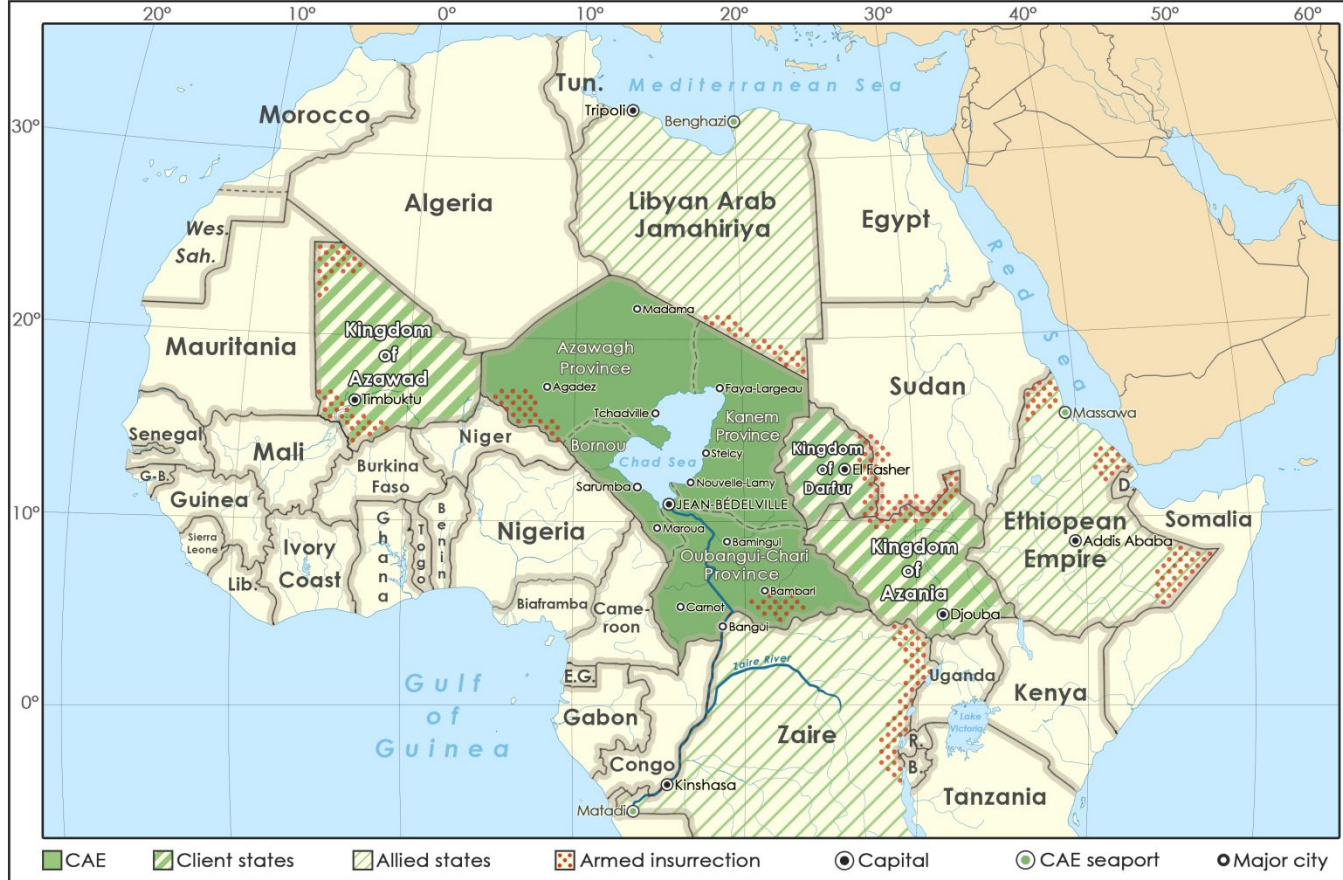 20° 10° 0° 10° 20° 30° 40° 50° 60°
30°
20°
10°
0°
Mediterranean Sea
Tun.
Tripoli
Benghazi
Morocco
Algeria
Libyan Arab
Jamahiriya
Egypt
Wes.
Sah.
Red Sea
Madama
Mauritania
Kingdom
of
Azawad
Timbuktu
Azawagh
Province
Agadez
Faya-Largeau
Tchadville
Kanem
Province
Sudan
Massawa
Senegal
Mali
Niger
Bornou
Chad Sea
Stelcy
Kingdom
of
Darfur
El Fasher
G-B.
Guinea
Burkina
Faso
Sarumba
Nouvelle-Lamy
JEAN-BÉDELVILLE
D.
Sierra
Leone
Lib.
Ivory
Coast
Ghana
Togo
Benin
Nigeria
Maroua
Bamingui
Oubangui-Chari
Province
Bambari
Carnot
Bangui
Kingdom
of
Azania
Djouba
Ethiopean
Empire
Addis Ababa
Somalia
Biaframba
Came-
roon
E.G.
Gabon
Congo
Zaire River
Zaire
Uganda
Kenya
Lake
Victoria
R.
B.
Tanzania
Gulf
of
Guinea
Kinshasa
Matadi
CAE Client states Allied states Armed insurrection Capital CAE seaport Major city